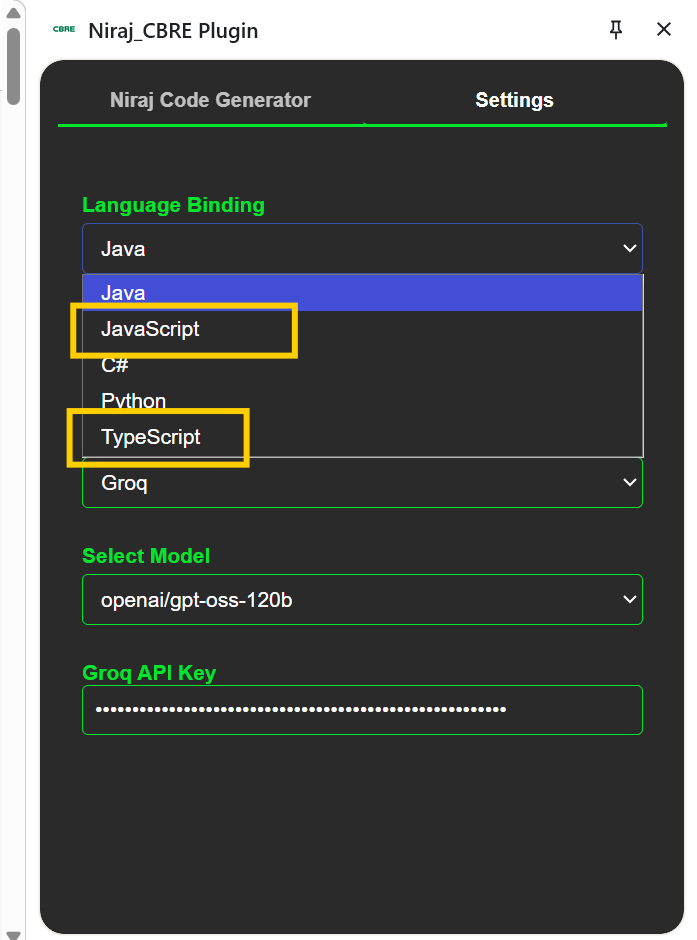 CBRE Niraj_CBRE Plugin
Niraj Code Generator Settings
Language Binding
Java
Java
JavaScript
C#
Python
TypeScript
Groq
Select Model
openai/gpt-oss-120b
Groq API Key